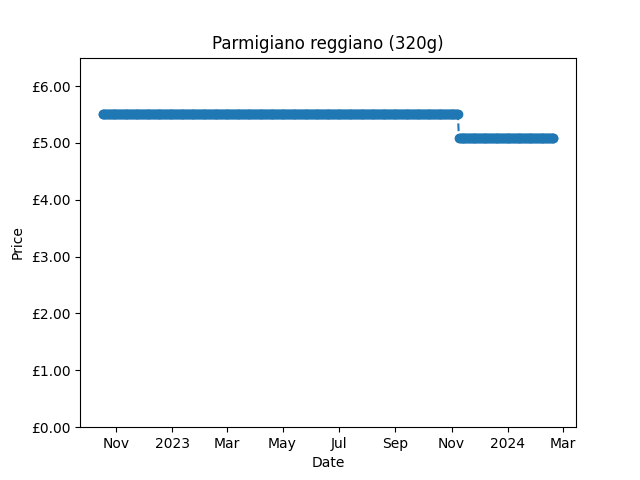 Parmigiano reggiano (320g)
£6.00
£5.00
£4.00
£3.00
£2.00
£1.00
£0.00
Price
Nov 2023 Mar May Jul Sep Nov 2024 Mar
Date